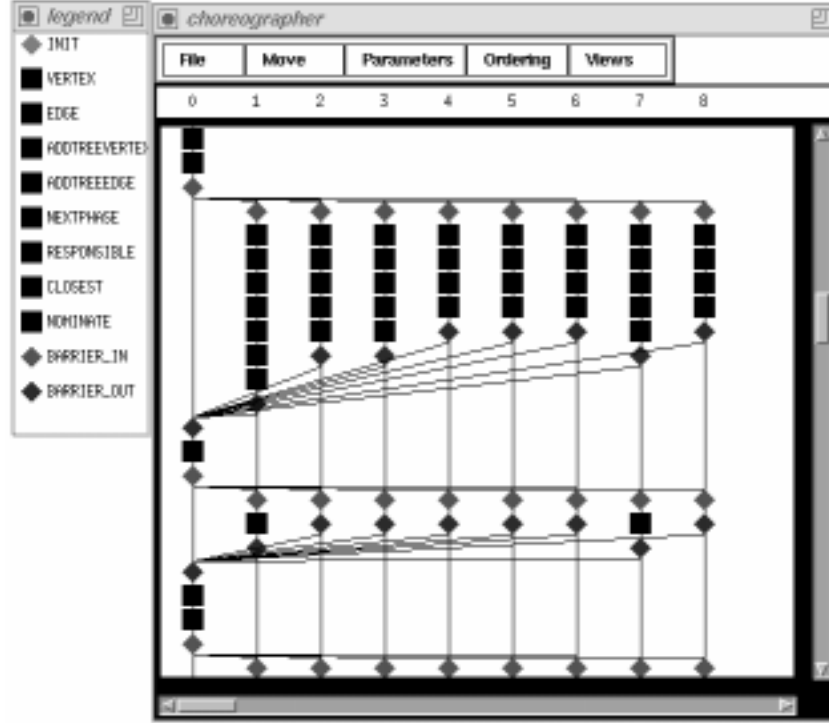 legend
INIT
VERTEX
EDGE
ADDTREEVERTEX
ADDTREEEDGE
NEXTPHASE
RESPONSIBLE
CLOSEST
NOMINATE
BARRIER_IN
BARRIER_OUT
choreographer
File Move Parameters Ordering Views
0 1 2 3 4 5 6 7 8